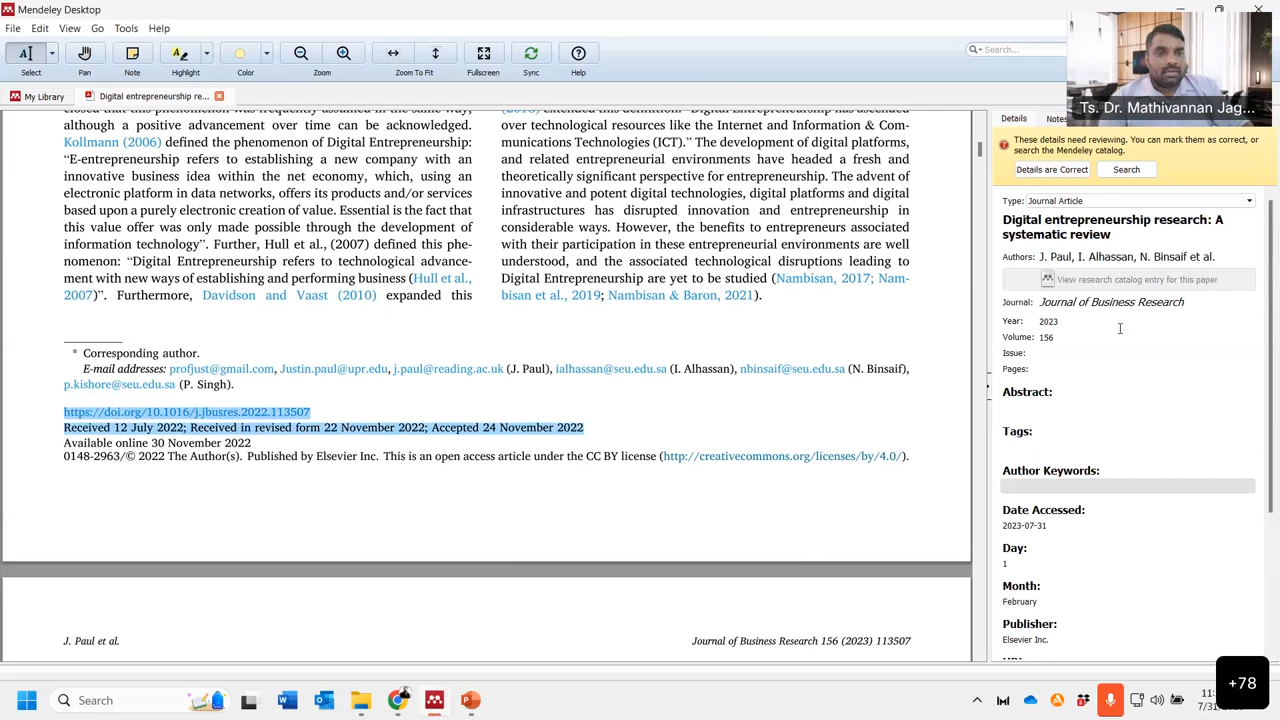 Mendeley Desktop
File Edit View Go Tools Help
Select Pan Note Highlight Color Zoom Zoom To Fit Fullscreen Sync Help
Search...
My Library Digital entrepreneurship re...
although a positive advancement over time can be acknowledged.
Kollmann (2006) defined the phenomenon of Digital Entrepreneurship:
“E-entrepreneurship refers to establishing a new company with an
innovative business idea within the net economy, which, using an
electronic platform in data networks, offers its products and/or services
based upon a purely electronic creation of value. Essential is the fact that
this value offer was only made possible through the development of
information technology”. Further, Hull et al., (2007) defined this phe-
nomenon: “Digital Entrepreneurship refers to technological advance-
ment with new ways of establishing and performing business (Hull et al.,
2007)”. Furthermore, Davidson and Vaast (2010) expanded this
over technological resources like the Internet and Information & Com-
munications Technologies (ICT).” The development of digital platforms,
and related entrepreneurial environments have headed a fresh and
theoretically significant perspective for entrepreneurship. The advent of
innovative and potent digital technologies, digital platforms and digital
infrastructures has disrupted innovation and entrepreneurship in
considerable ways. However, the benefits to entrepreneurs associated
with their participation in these entrepreneurial environments are well
understood, and the associated technological disruptions leading to
Digital Entrepreneurship are yet to be studied (Nambisan, 2017; Nam-
bisan et al., 2019; Nambisan & Baron, 2021).
* Corresponding author.
E-mail addresses: profjust@gmail.com, Justin.paul@upr.edu, j.paul@reading.ac.uk (J. Paul), ialhassan@seu.edu.sa (I. Alhassan), nbinsaif@seu.edu.sa (N. Binsaif),
p.kishore@seu.edu.sa (P. Singh).
https://doi.org/10.1016/j.jbusres.2022.113507
Received 12 July 2022; Received in revised form 22 November 2022; Accepted 24 November 2022
Available online 30 November 2022
0148-2963/© 2022 The Author(s). Published by Elsevier Inc. This is an open access article under the CC BY license (http://creativecommons.org/licenses/by/4.0/).
J. Paul et al.
Journal of Business Research 156 (2023) 113507
Ts. Dr. Mathivannan Jag...
Details Notes
These details need reviewing. You can mark them as correct, or
search the Mendeley catalog.
Details are Correct Search
Type: Journal Article
Digital entrepreneurship research: A
systematic review
Authors: J. Paul, I. Alhassan, N. Binsaif et al.
View research catalog entry for this paper
Journal: Journal of Business Research
Year: 2023
Volume: 156
Issue:
Pages:
Abstract:
Tags:
Author Keywords:
Date Accessed:
2023-07-31
Day:
1
Month:
February
Publisher:
Elsevier Inc.
+78
Search